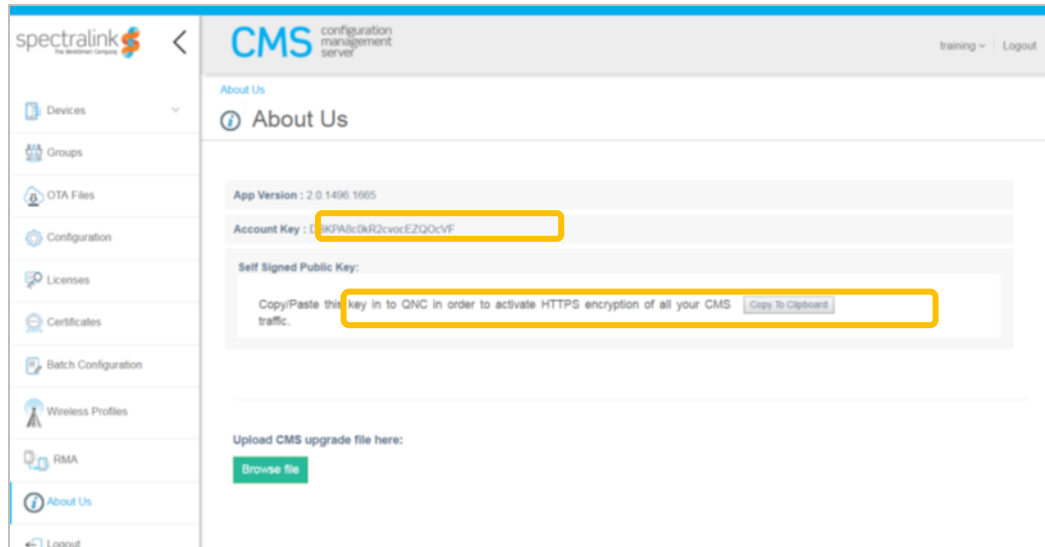 spectralink
The WorkSmart Company
CMS configuration
management
server
training
Logout
Devices
Groups
OTA Files
Configuration
Licenses
Certificates
Batch Configuration
Wireless Profiles
RMA
About Us
Logout
About Us
About Us
App Version : 2.0.1496.1665
Account Key :
Self Signed Public Key:
Copy/Paste this key in to QNC in order to activate HTTPS encryption of all your CMS
traffic.
Copy To Clipboard
Upload CMS upgrade file here:
Browse file